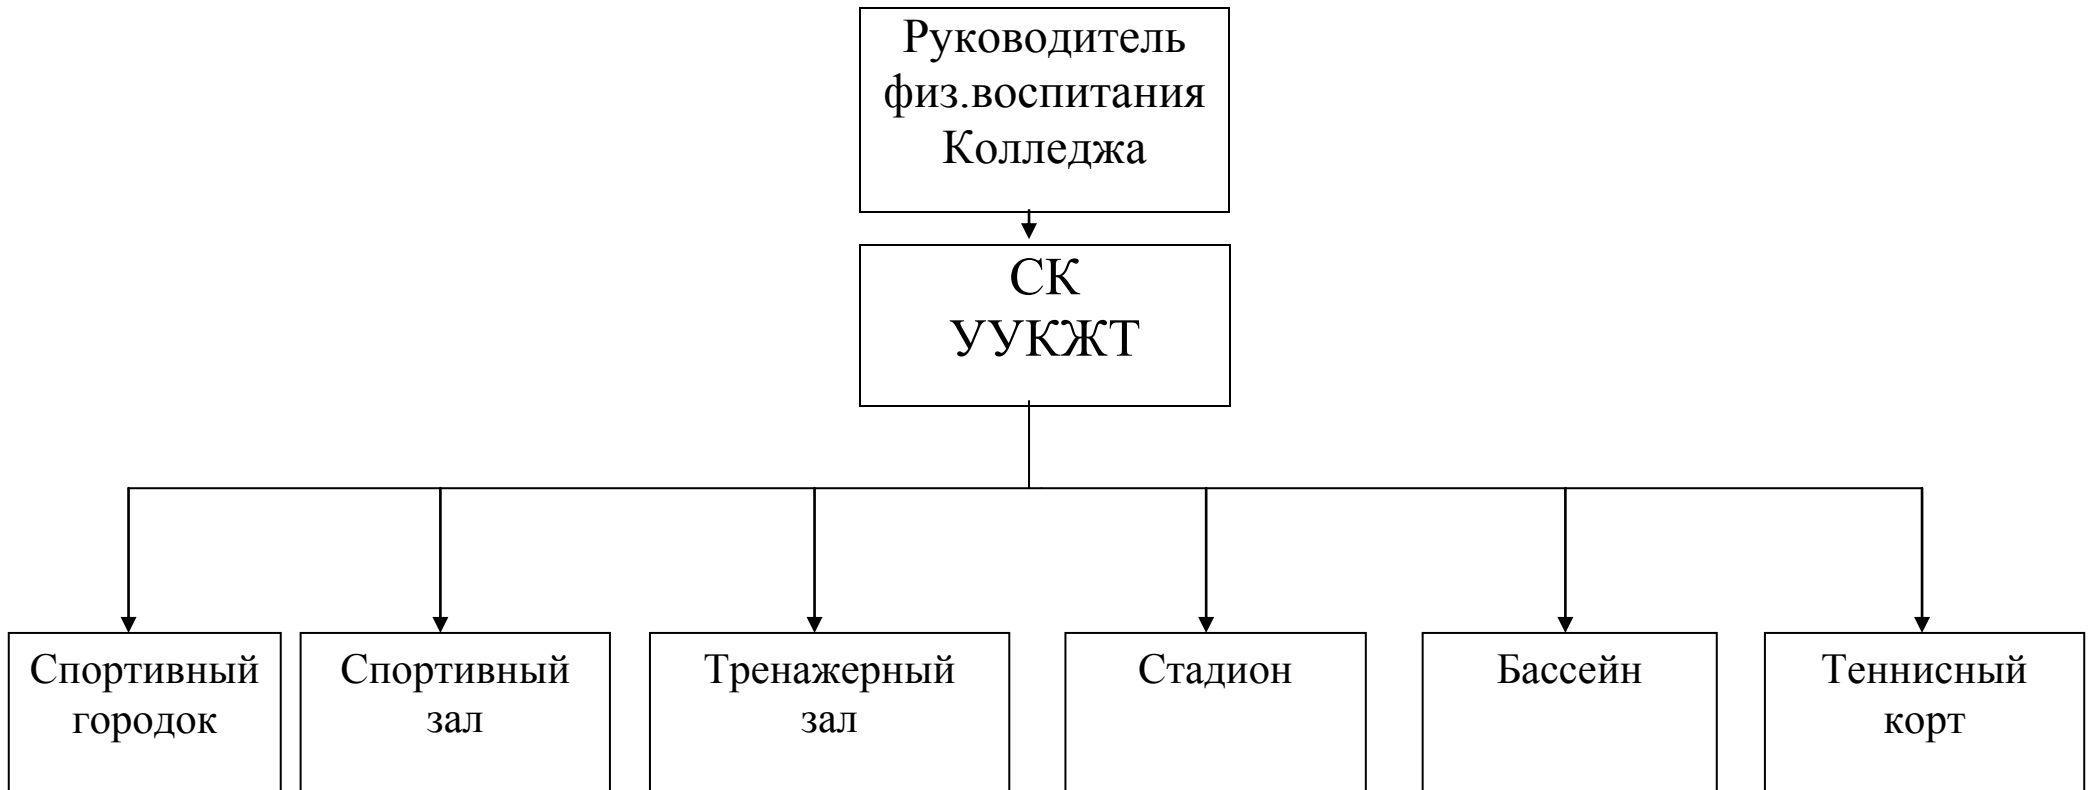 Руководитель
физ.воспитания
Колледжа
СК
УУКЖТ
Спортивный
городок
Спортивный
зал
Тренажерный
зал
Стадион
Бассейн
Теннисный
корт